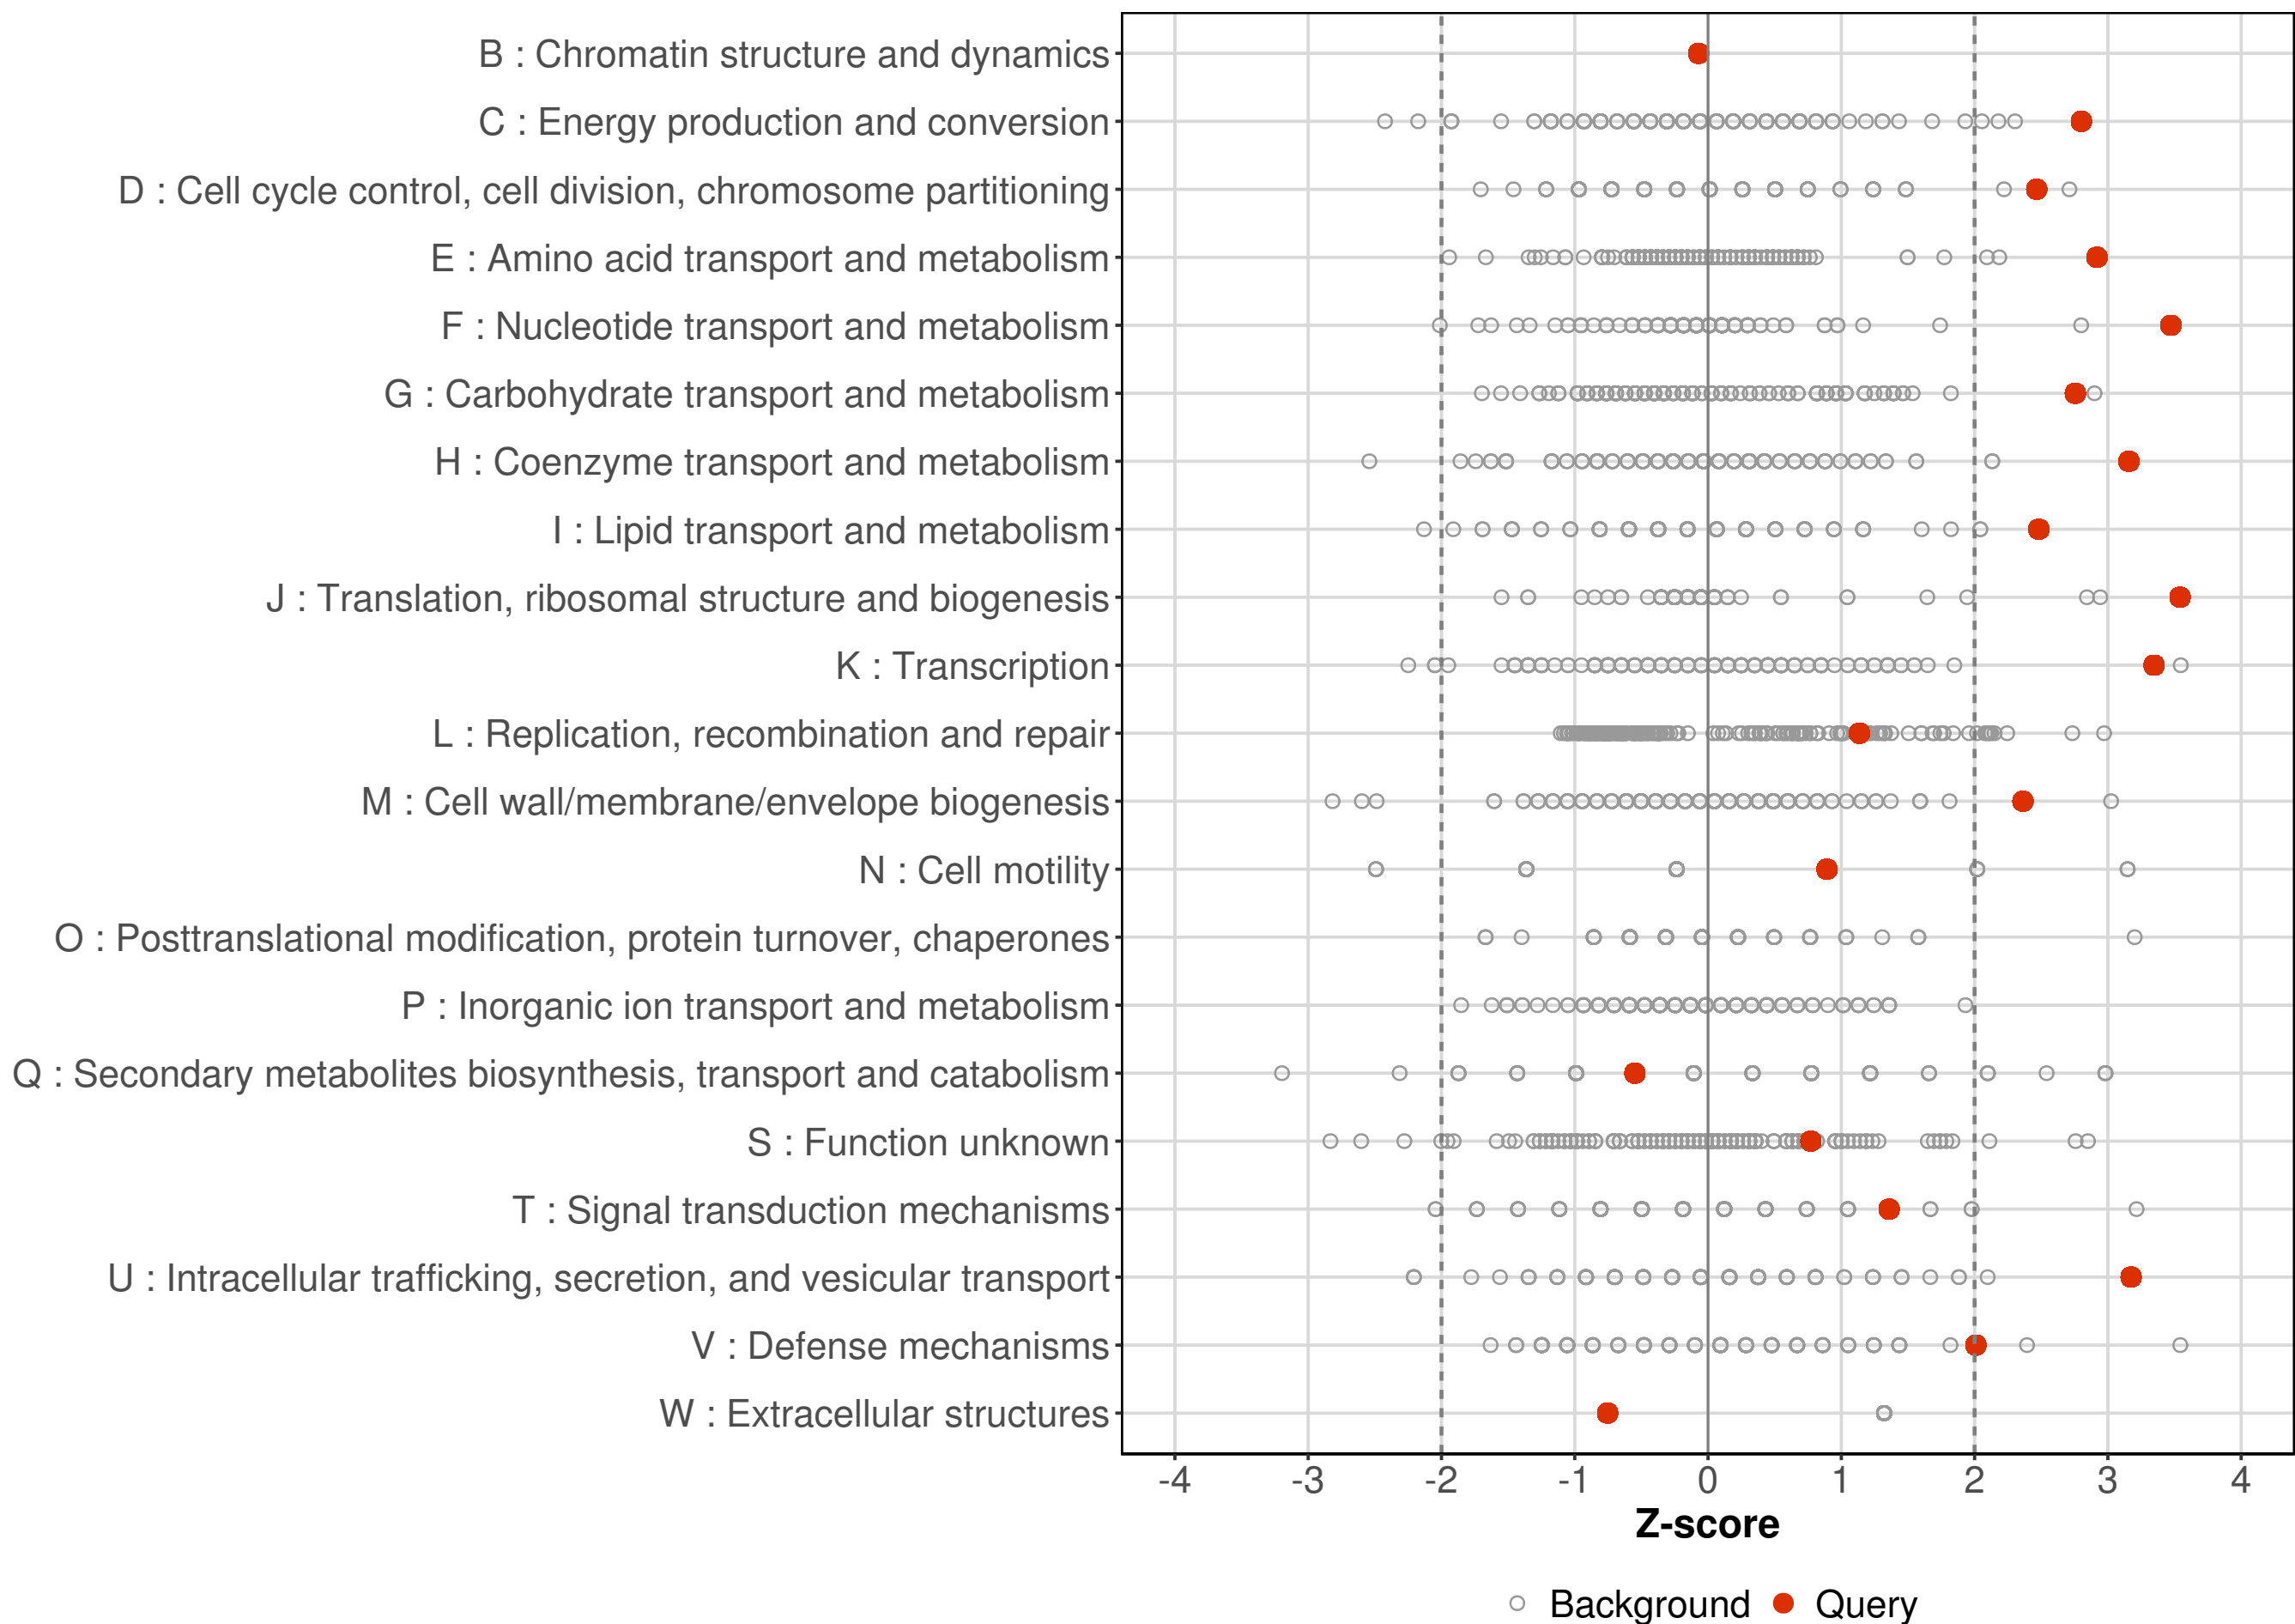 B : Chromatin structure and dynamics
C : Energy production and conversion
D : Cell cycle control, cell division, chromosome partitioning
E : Amino acid transport and metabolism
F : Nucleotide transport and metabolism
G : Carbohydrate transport and metabolism
H : Coenzyme transport and metabolism
I : Lipid transport and metabolism
J : Translation, ribosomal structure and biogenesis
K : Transcription
L : Replication, recombination and repair
M : Cell wall/membrane/envelope biogenesis
N : Cell motility
O : Posttranslational modification, protein turnover, chaperones
P : Inorganic ion transport and metabolism
Q : Secondary metabolites biosynthesis, transport and catabolism
S : Function unknown
T : Signal transduction mechanisms
U : Intracellular trafficking, secretion, and vesicular transport
V : Defense mechanisms
W : Extracellular structures
-4 -3 -2 -1 0 1 2 3 4
Z-score
Background Query